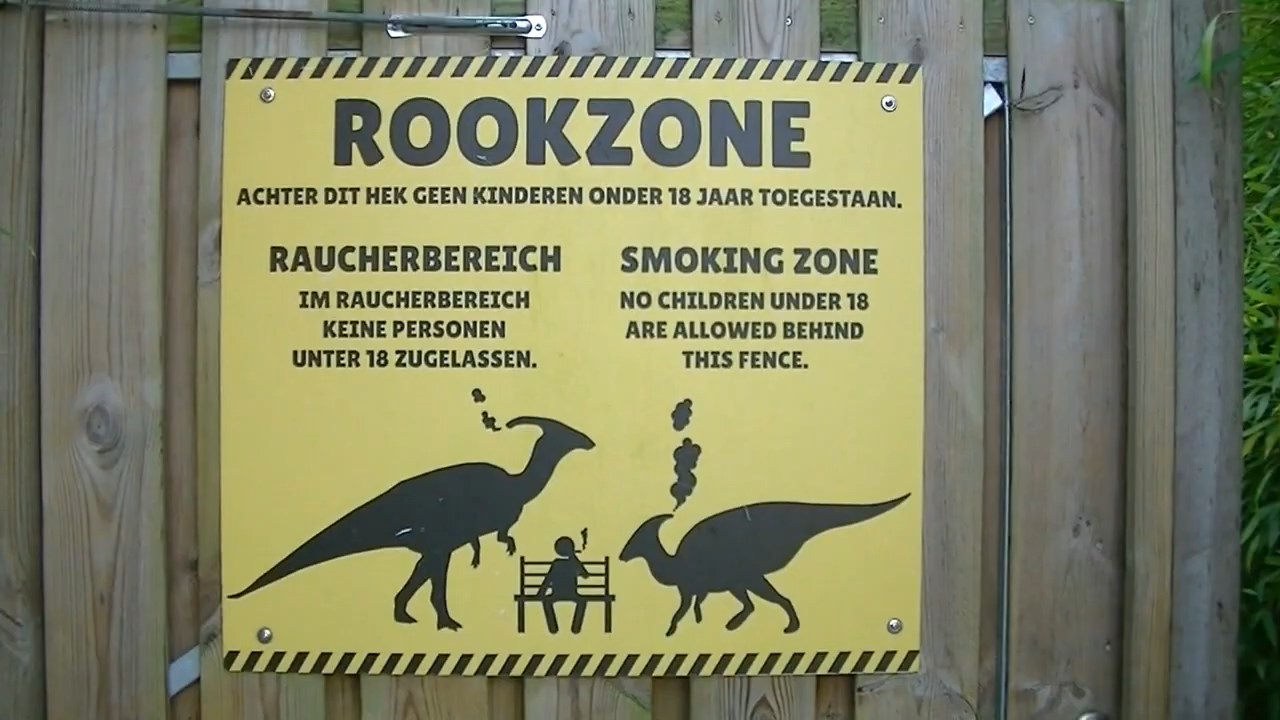 ROOKZONE
ACHTER DIT HEK GEEN KINDEREN ONDER 18 JAAR TOEGESTAAN.
RAUCHERBEREICH
IM RAUCHERBEREICH
KEINE PERSONEN
UNTER 18 ZUGELASSEN.
SMOKING ZONE
NO CHILDREN UNDER 18
ARE ALLOWED BEHIND
THIS FENCE.